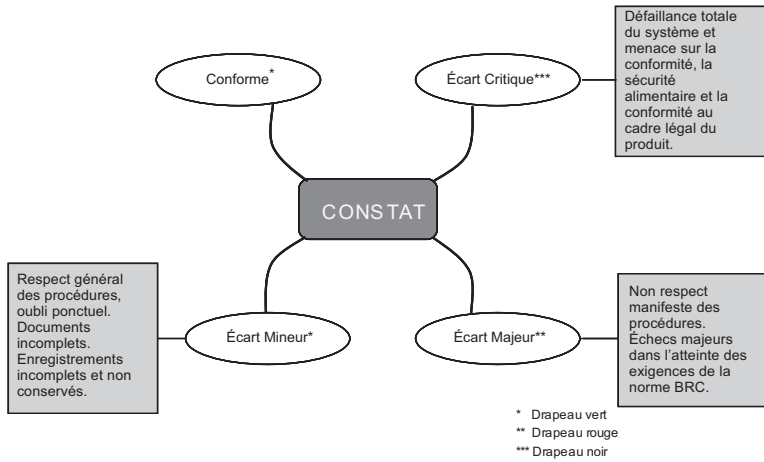 Défaillance totale
du système et
menace sur la
conformité, la
sécurité
alimentaire et la
conformité au
cadre légal du
produit.
Conforme*
Écart Critique***
CONSTAT
Respect général
des procédures,
oubli ponctuel.
Documents
incomplets.
Enregistrements
incomplets et non
conservés.
Écart Mineur*
Écart Majeur**
Non respect
manifeste des
procédures.
Échecs majeurs
dans l’atteinte des
exigences de la
norme BRC.
* Drapeau vert
** Drapeau rouge
*** Drapeau noir